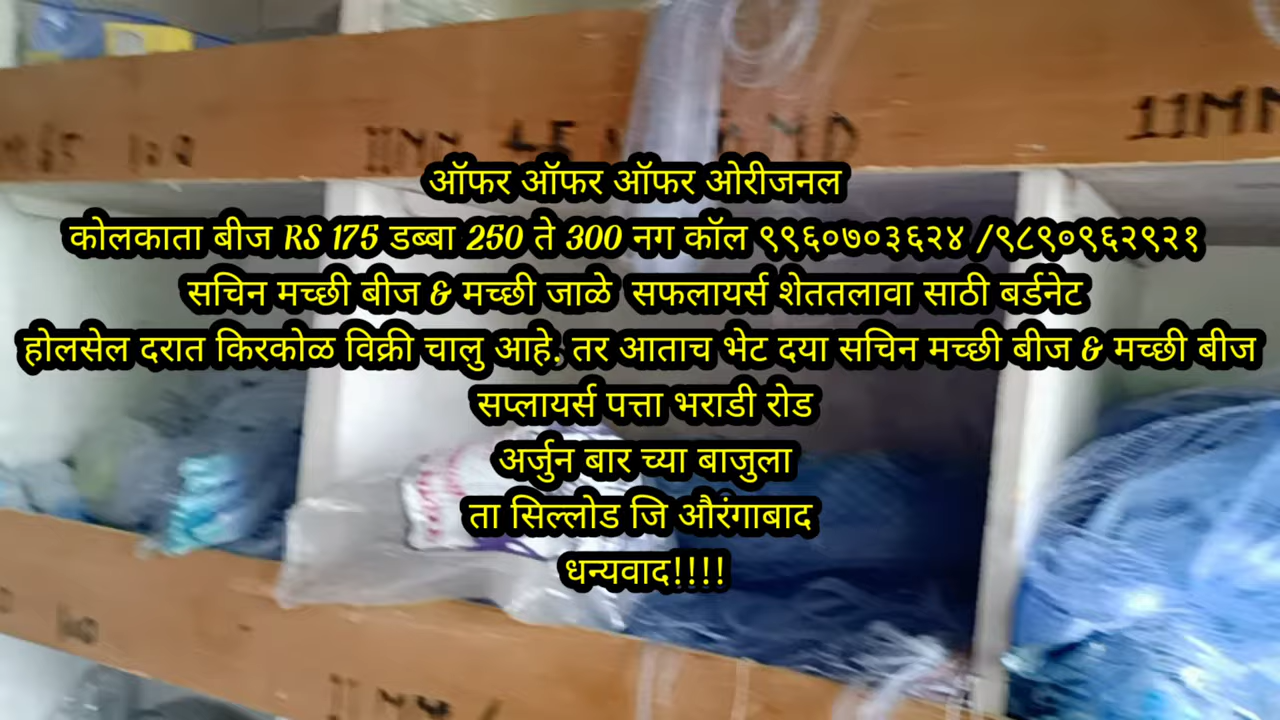 11MM
ऑफर ऑफर ऑफर ओरीजनल
कोलकाता बीज RS 175 डब्बा 250 ते 300 नग कॉल ९९६०७०३६२४ /९८९०९६२९२१
सचिन मच्छी बीज & मच्छी जाळे सफलायर्स शेततलावा साठी बर्डनेट
होलसेल दरात किरकोळ विक्री चालु आहे. तर आताच भेट दया सचिन मच्छी बीज & मच्छी बीज
सप्लायर्स पत्ता भराडी रोड
अर्जुन बार च्या बाजुला
ता सिल्लोड जि औरंगाबाद
धन्यवाद!!!!